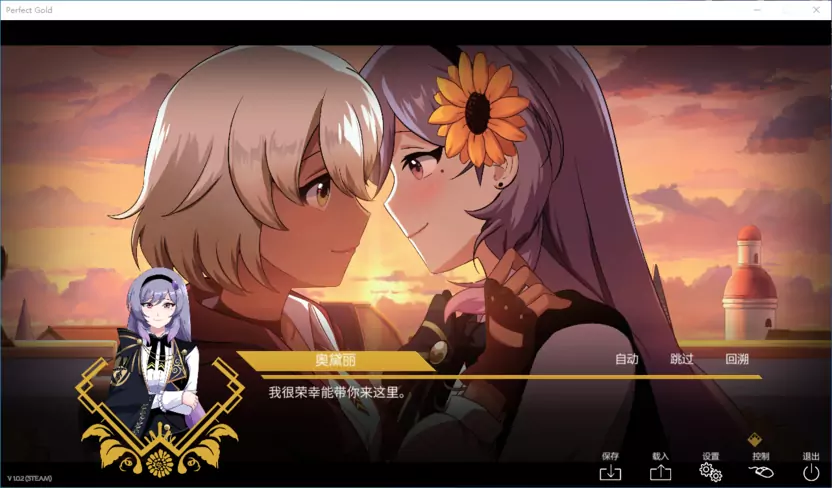 Perfect Gold
奥黛丽
自动 跳过 回溯
我很荣幸能带你来这里。
保存 载入 设置 控制 退出
V 1.0.2 (STEAM)